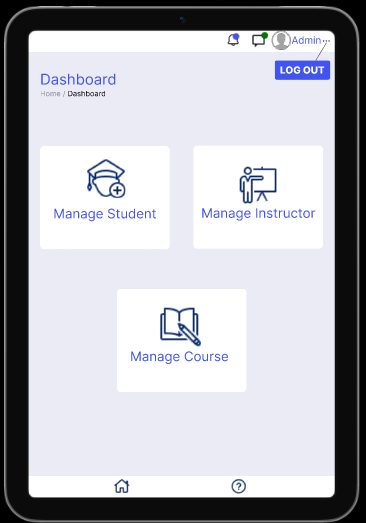 Admin ...
LOG OUT
Dashboard
Home / Dashboard
Manage Student
Manage Instructor
Manage Course